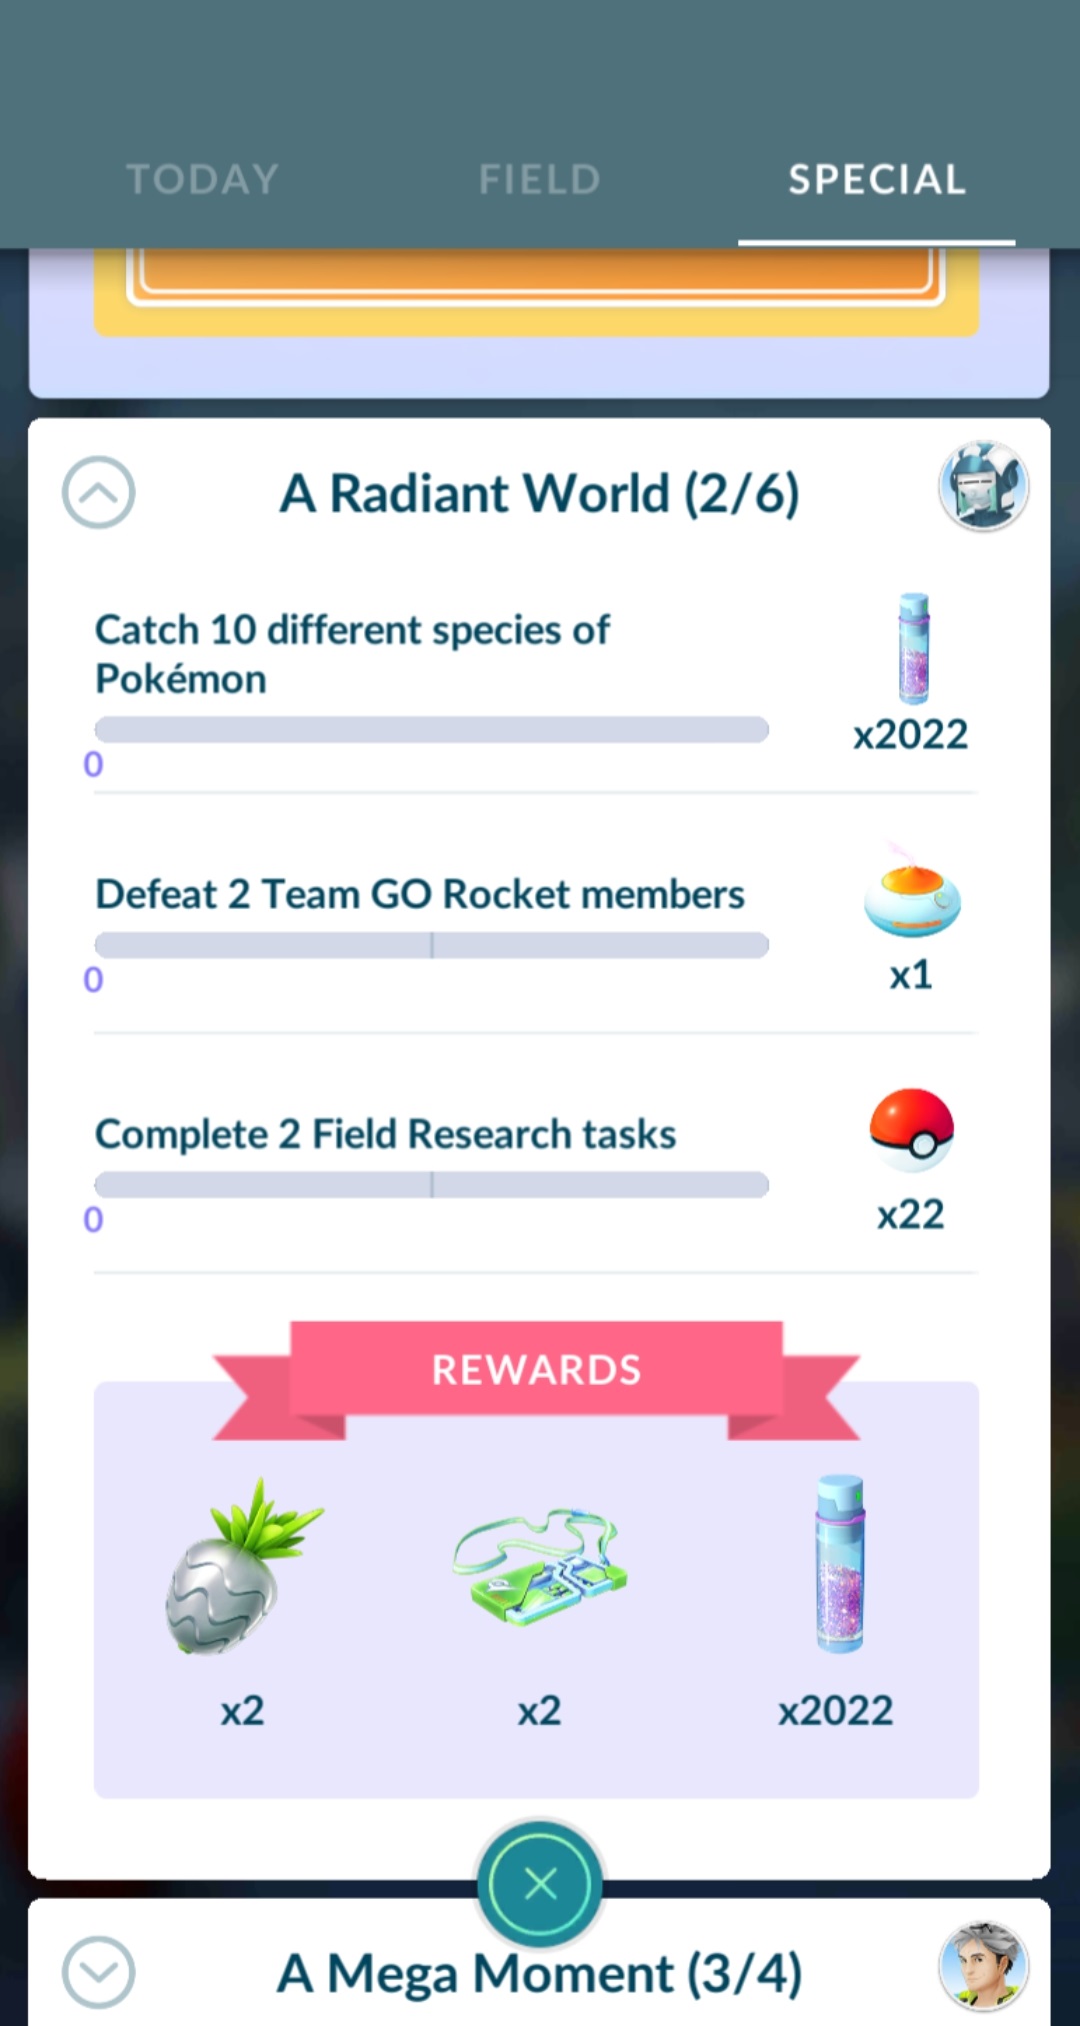 TODAY
FIELD
SPECIAL
A Radiant World (2/6)
Catch 10 different species of
Pokémon
0
x2022
Defeat 2 Team GO Rocket members
0
x1
Complete 2 Field Research tasks
0
x22
REWARDS
x2
x2
x2022
A Mega Moment (3/4)